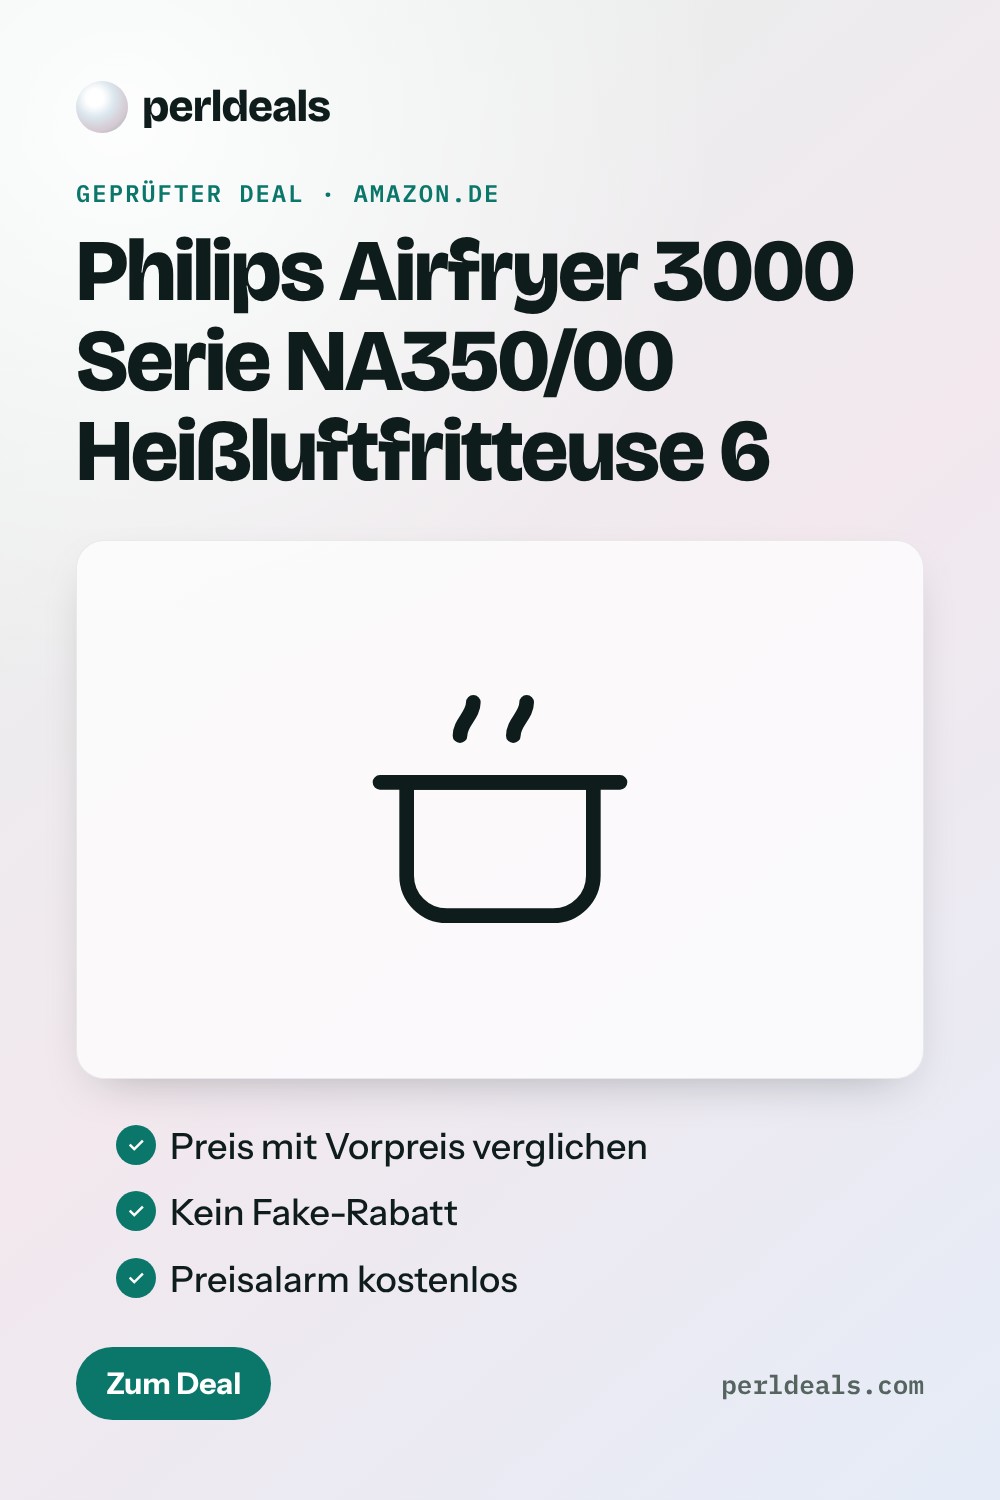 perldeals
GEPRÜFTER DEAL · AMAZON.DE
Philips Airfryer 3000
Serie NA350/00
Heißluftfritteuse 6
Preis mit Vorpreis verglichen
Kein Fake-Rabatt
Preisalarm kostenlos
Zum Deal
perldeals.com